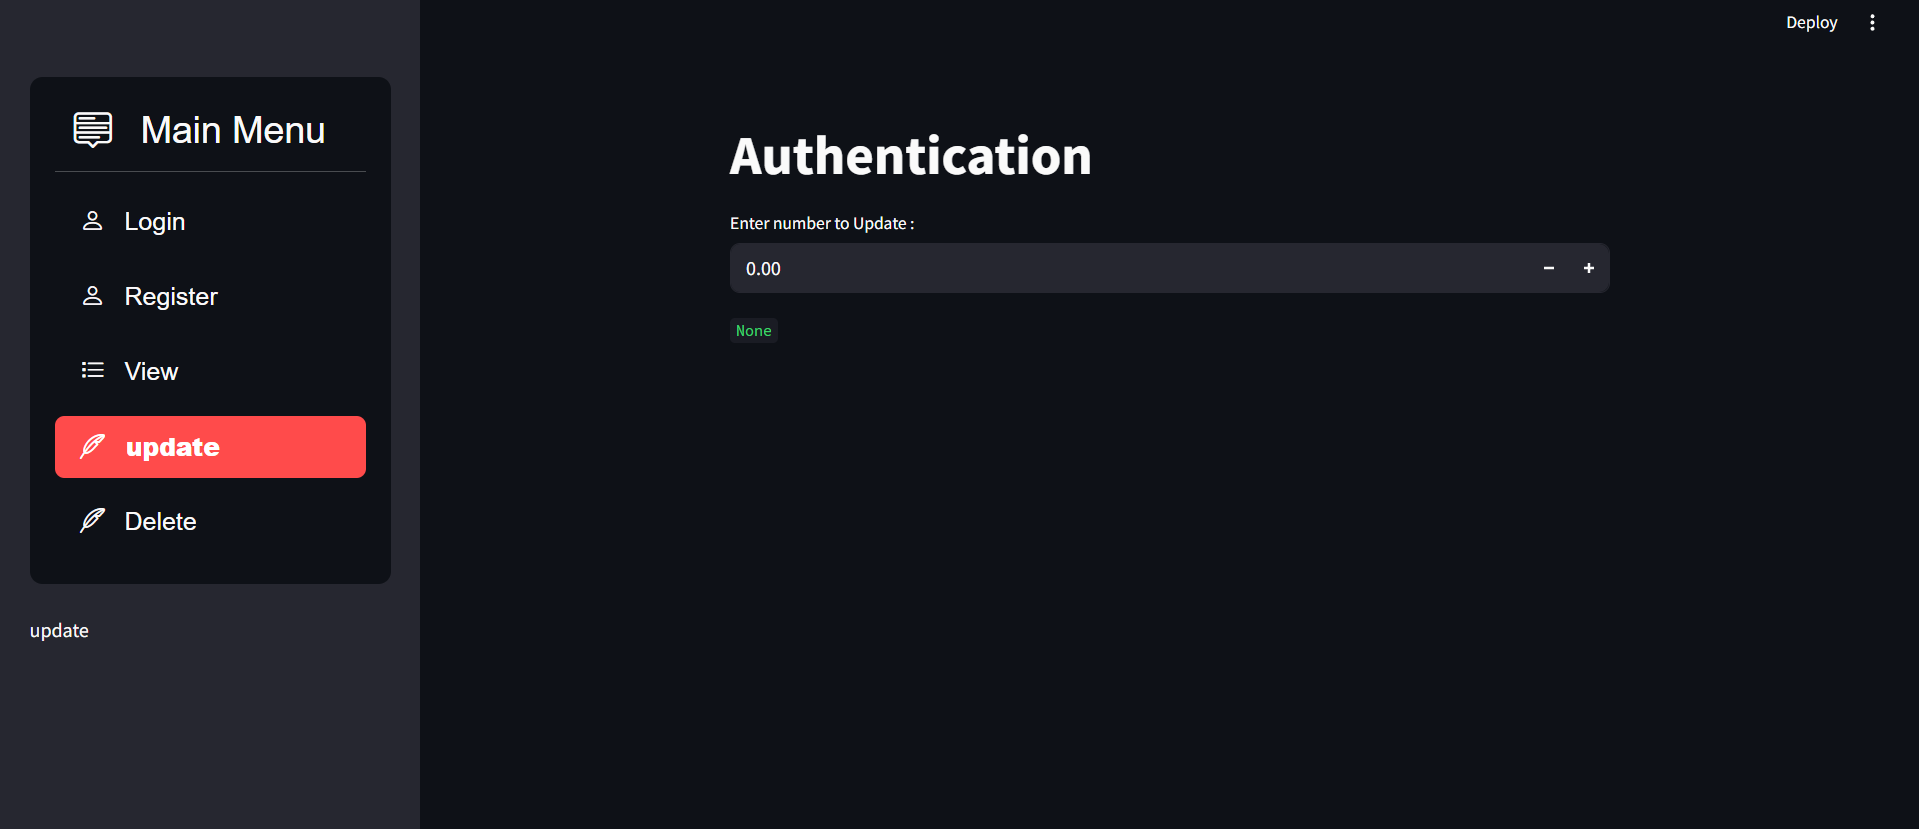 Deploy
Main Menu
Login
Register
View
update
Delete
update
Authentication
Enter number to Update :
0.00
None